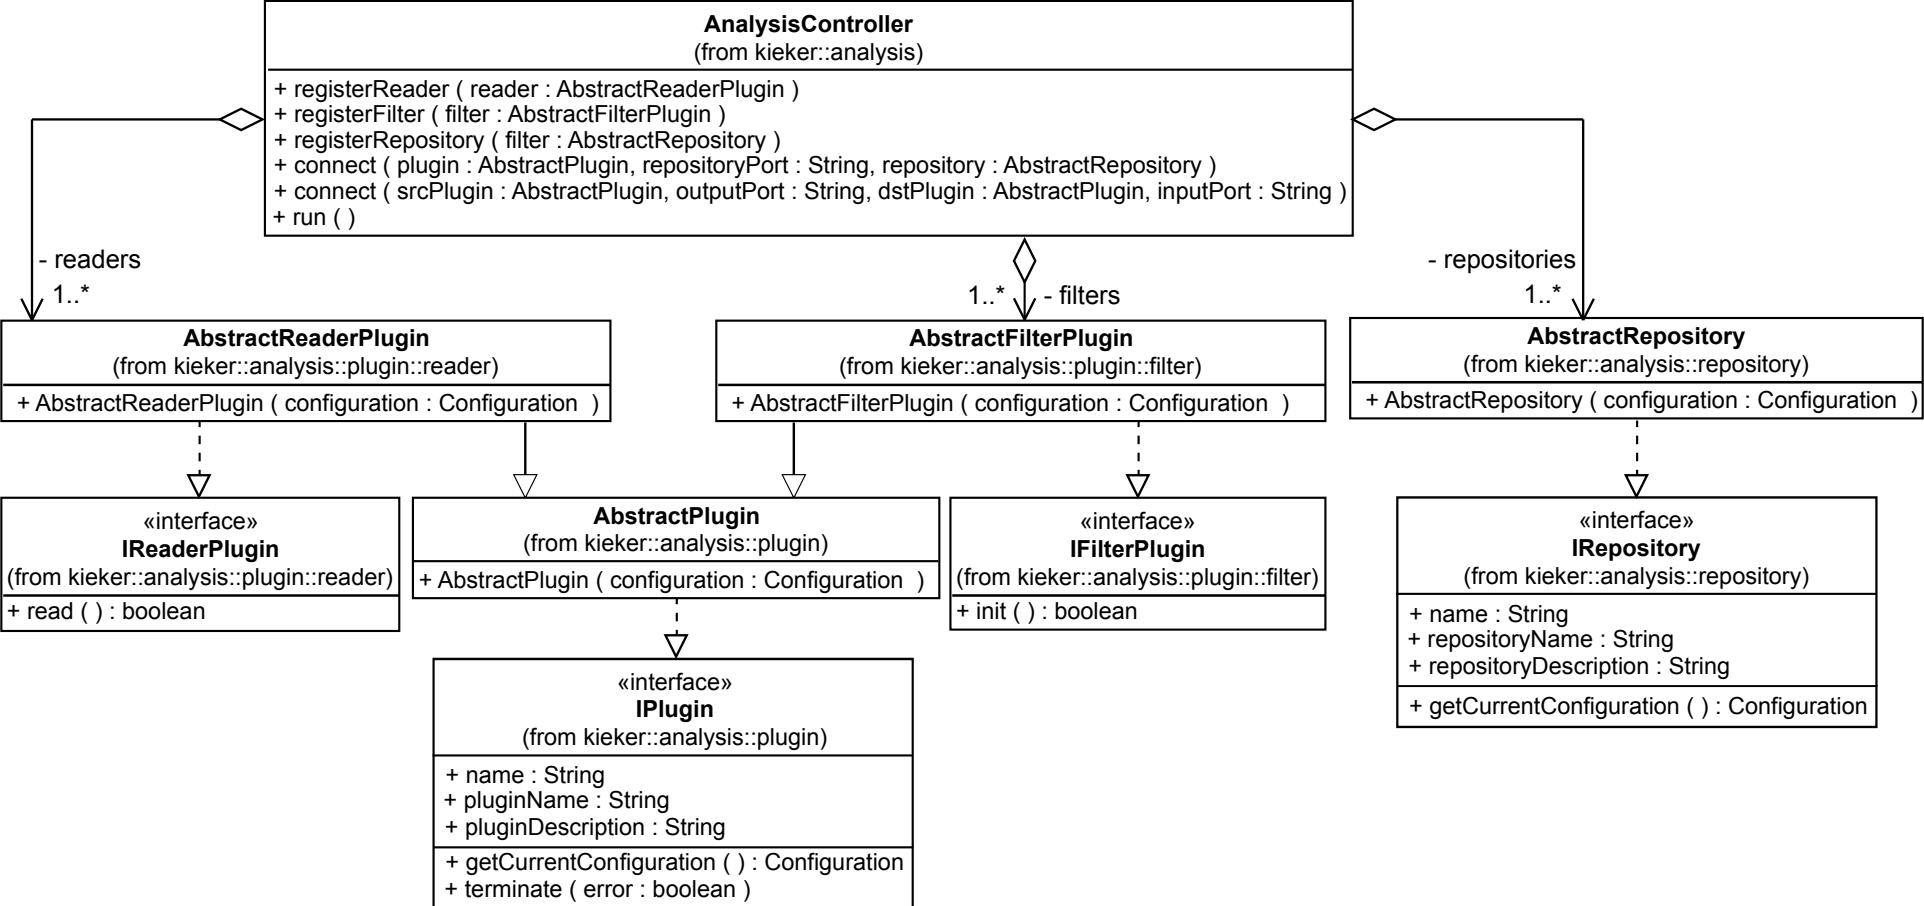 AnalysisController
(from kieker::analysis)
+ registerReader ( reader : AbstractReaderPlugin )
+ registerFilter ( filter : AbstractFilterPlugin )
+ registerRepository ( filter : AbstractRepository )
+ connect ( plugin : AbstractPlugin, repositoryPort : String, repository : AbstractRepository )
+ connect ( srcPlugin : AbstractPlugin, outputPort : String, dstPlugin : AbstractPlugin, inputPort : String )
+ run ( )
- readers
1..*
1..* - filters
- repositories
1..*
AbstractReaderPlugin
(from kieker::analysis::plugin::reader)
+ AbstractReaderPlugin ( configuration : Configuration )
AbstractFilterPlugin
(from kieker::analysis::plugin::filter)
+ AbstractFilterPlugin ( configuration : Configuration )
AbstractRepository
(from kieker::analysis::repository)
+ AbstractRepository ( configuration : Configuration )
«interface»
IReaderPlugin
(from kieker::analysis::plugin::reader)
+ read ( ) : boolean
AbstractPlugin
(from kieker::analysis::plugin)
+ AbstractPlugin ( configuration : Configuration )
«interface»
IFilterPlugin
(from kieker::analysis::plugin::filter)
+ init ( ) : boolean
«interface»
IRepository
(from kieker::analysis::repository)
+ name : String
+ repositoryName : String
+ repositoryDescription : String
+ getCurrentConfiguration ( ) : Configuration
«interface»
IPlugin
(from kieker::analysis::plugin)
+ name : String
+ pluginName : String
+ pluginDescription : String
+ getCurrentConfiguration ( ) : Configuration
+ terminate ( error : boolean )